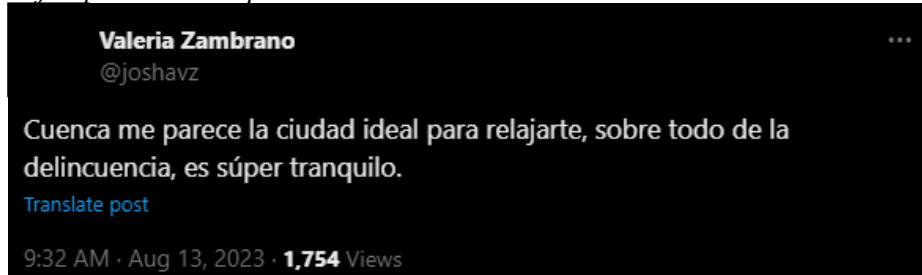 Valeria Zambrano
@joshavz
Cuenca me parece la ciudad ideal para relajarte, sobre todo de la
delincuencia, es súper tranquilo.
Translate post
9:32 AM · Aug 13, 2023 · 1,754 Views